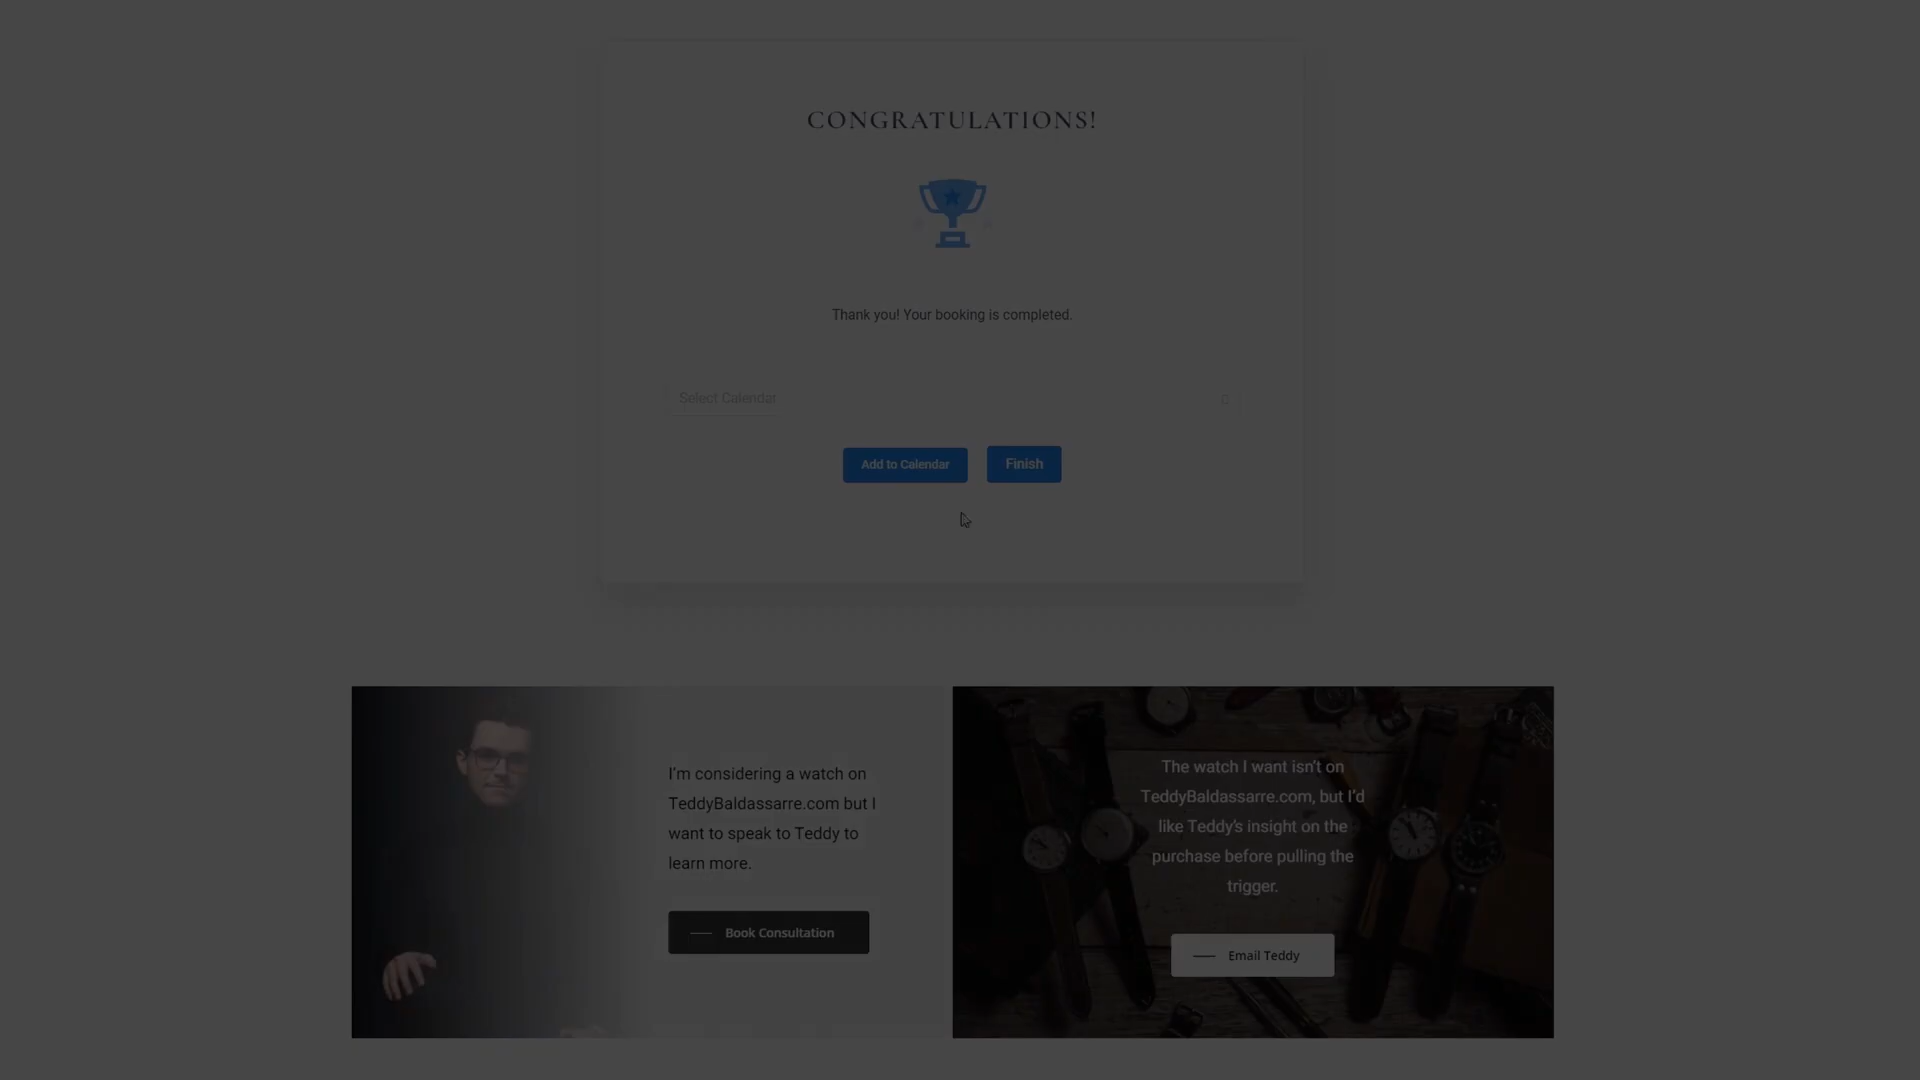 CONGRATULATIONS!
Thank you! Your booking is completed.
Select Calendar
Add to Calendar
Finish
I'm considering a watch on
TeddyBaldassarre.com but I
want to speak to Teddy to
learn more.
Book Consultation
The watch I want isn't on
TeddyBaldassarre.com, but I'd
like Teddy's insight on the
purchase before pulling the
trigger.
Email Teddy